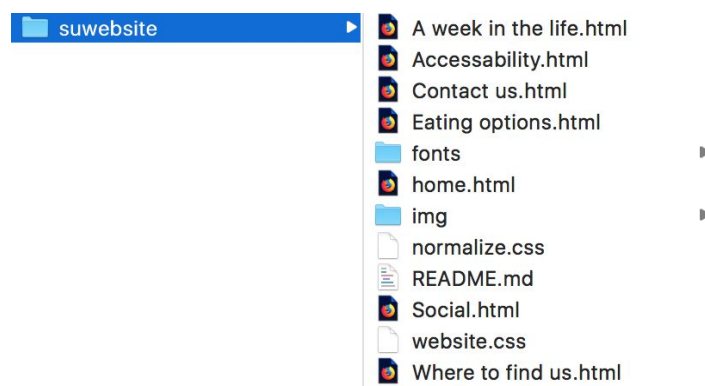 suwebsite
A week in the life.html
Accessability.html
Contact us.html
Eating options.html
fonts
home.html
img
normalize.css
README.md
Social.html
website.css
Where to find us.html